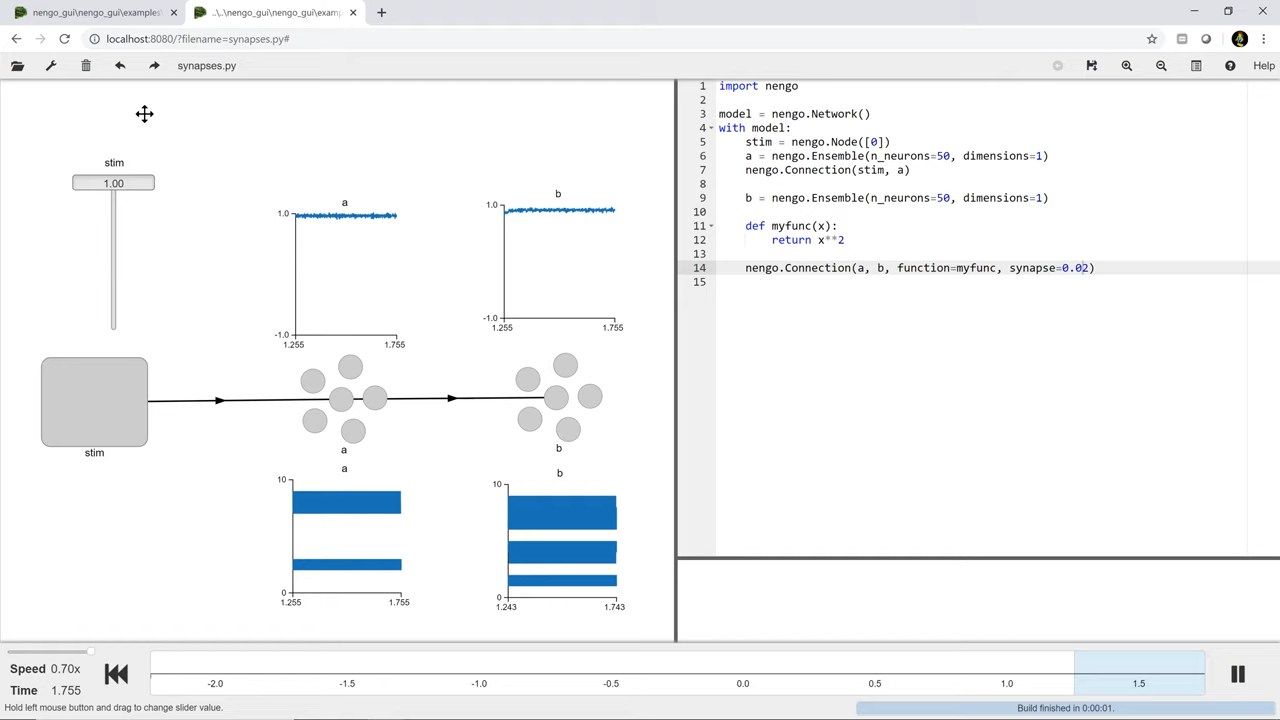 nengo_gui\nengo_gui\examples\
..\..\nengo_gui\nengo_gui\examp
localhost:8080/?filename=synapses.py#
synapses.py
Help
stim
1.00
a
1.0
-1.0
1.255
1.755
b
1.0
-1.0
1.255
1.755
stim
a
b
a
10
0
1.255
1.755
b
10
0
1.243
1.743
1 import nengo
2
3 model = nengo.Network()
4 with model:
5 stim = nengo.Node([0])
6 a = nengo.Ensemble(n_neurons=50, dimensions=1)
7 nengo.Connection(stim, a)
8
9 b = nengo.Ensemble(n_neurons=50, dimensions=1)
10
11 def myfunc(x):
12 return x**2
13
14 nengo.Connection(a, b, function=myfunc, synapse=0.02)
15
Speed 0.70x
Time 1.755
-2.0 -1.5 -1.0 -0.5 0.0 0.5 1.0 1.5
Hold left mouse button and drag to change slider value.
Build finished in 0:00:01.